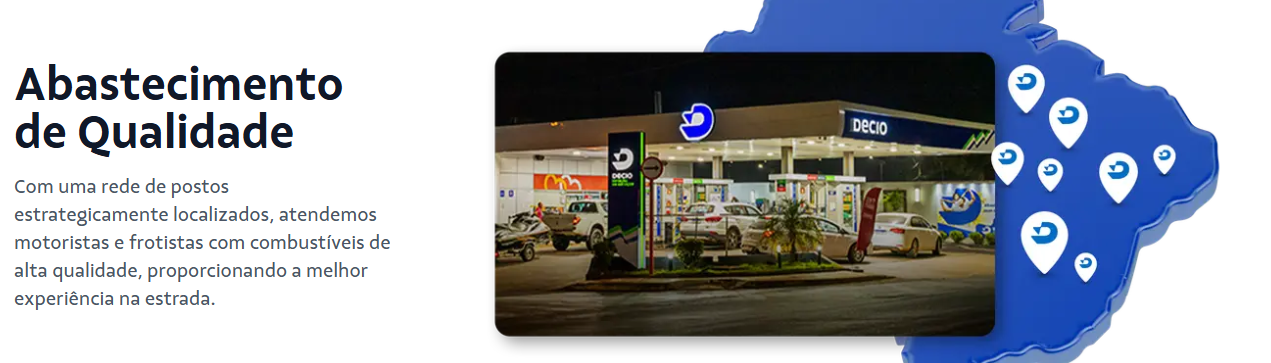 Abastecimento
de Qualidade
Com uma rede de postos
estrategicamente localizados, atendemos
motoristas e frotistas com combustíveis de
alta qualidade, proporcionando a melhor
experiência na estrada.
DECIO
DECIO